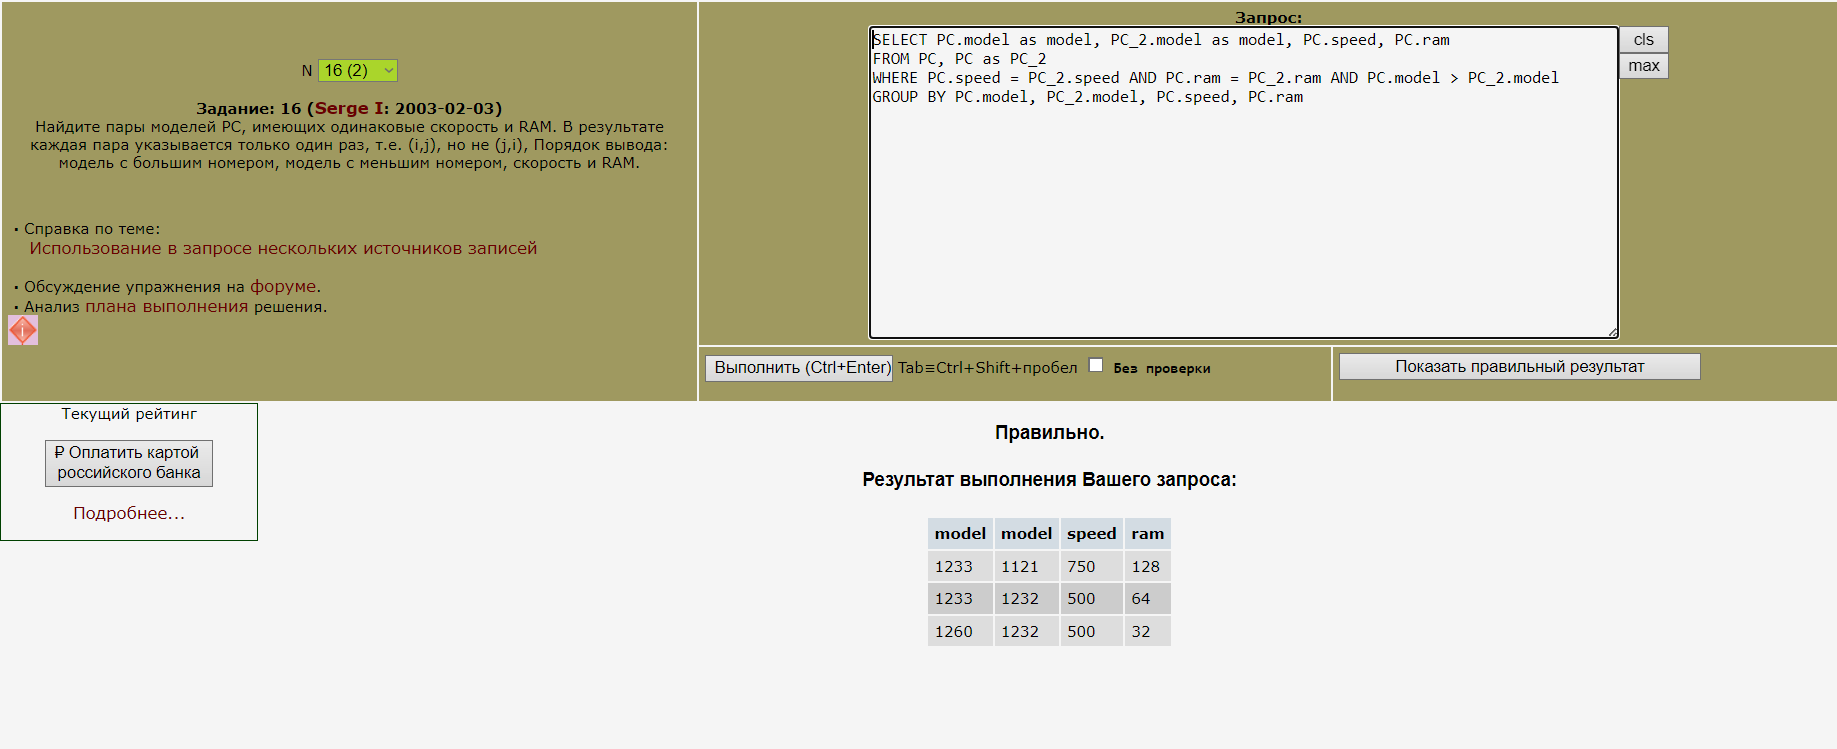 N 16 (2)
Задание: 16 (Serge I: 2003-02-03)
Найдите пары моделей PC, имеющих одинаковые скорость и RAM. В результате
каждая пара указывается только один раз, т.е. (i,j), но не (j,i), Порядок вывода:
модель с большим номером, модель с меньшим номером, скорость и RAM.
· Справка по теме:
Использование в запросе нескольких источников записей
· Обсуждение упражнения на форуме.
· Анализ плана выполнения решения.
i
Запрос:
SELECT PC.model as model, PC_2.model as model, PC.speed, PC.ram
FROM PC, PC as PC_2
WHERE PC.speed = PC_2.speed AND PC.ram = PC_2.ram AND PC.model > PC_2.model
GROUP BY PC.model, PC_2.model, PC.speed, PC.ram
cls
max
Выполнить (Ctrl+Enter) Tab≡Ctrl+Shift+пробел Без проверки
Показать правильный результат
Текущий рейтинг
₽ Оплатить картой
российского банка
Подробнее...
Правильно.
Результат выполнения Вашего запроса:
model model speed ram
1233 1121 750 128
1233 1232 500 64
1260 1232 500 32